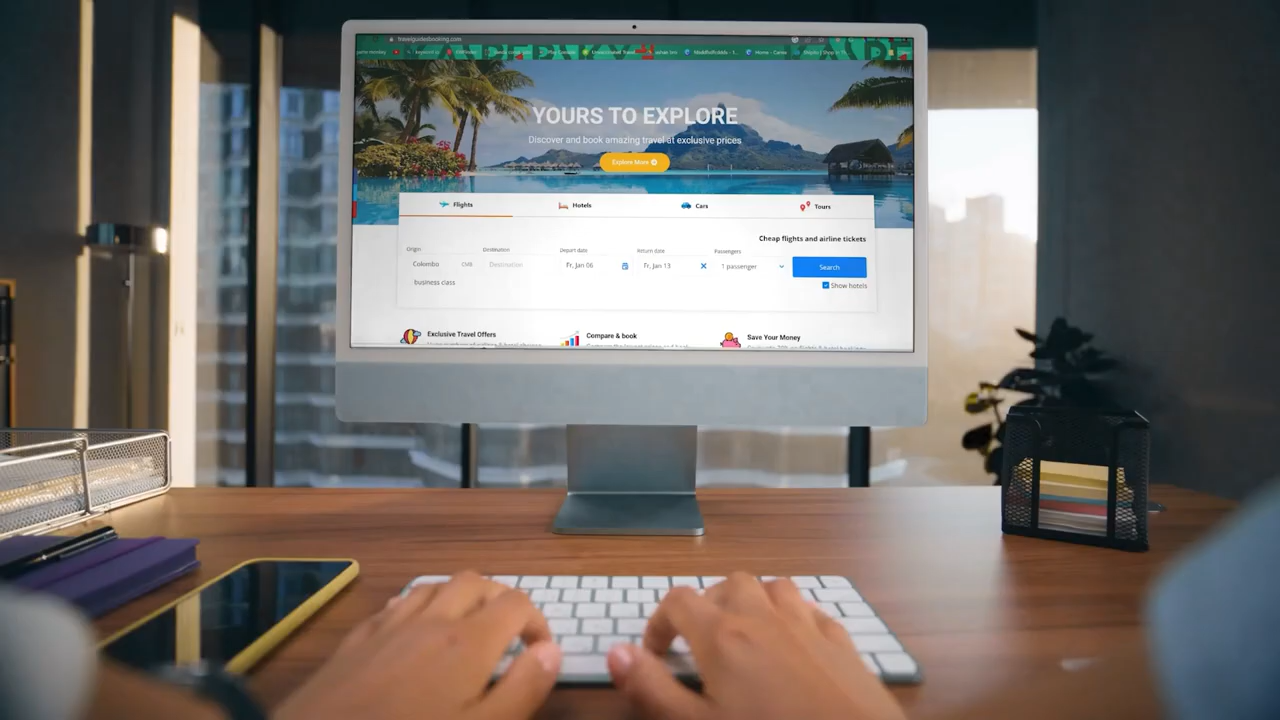 travelguidesbooking.com
YOURS TO EXPLORE
Discover and book amazing travel at exclusive prices
Explore More
Flights
Hotels
Cars
Tours
Cheap flights and airline tickets
Origin
Destination
Depart date
Return date
Passengers
Colombo
CMB
Destination
Fr, Jan 06
Fr, Jan 13
1 passenger
Search
business class
Show hotels
Exclusive Travel Offers
Compare & book
Save Your Money